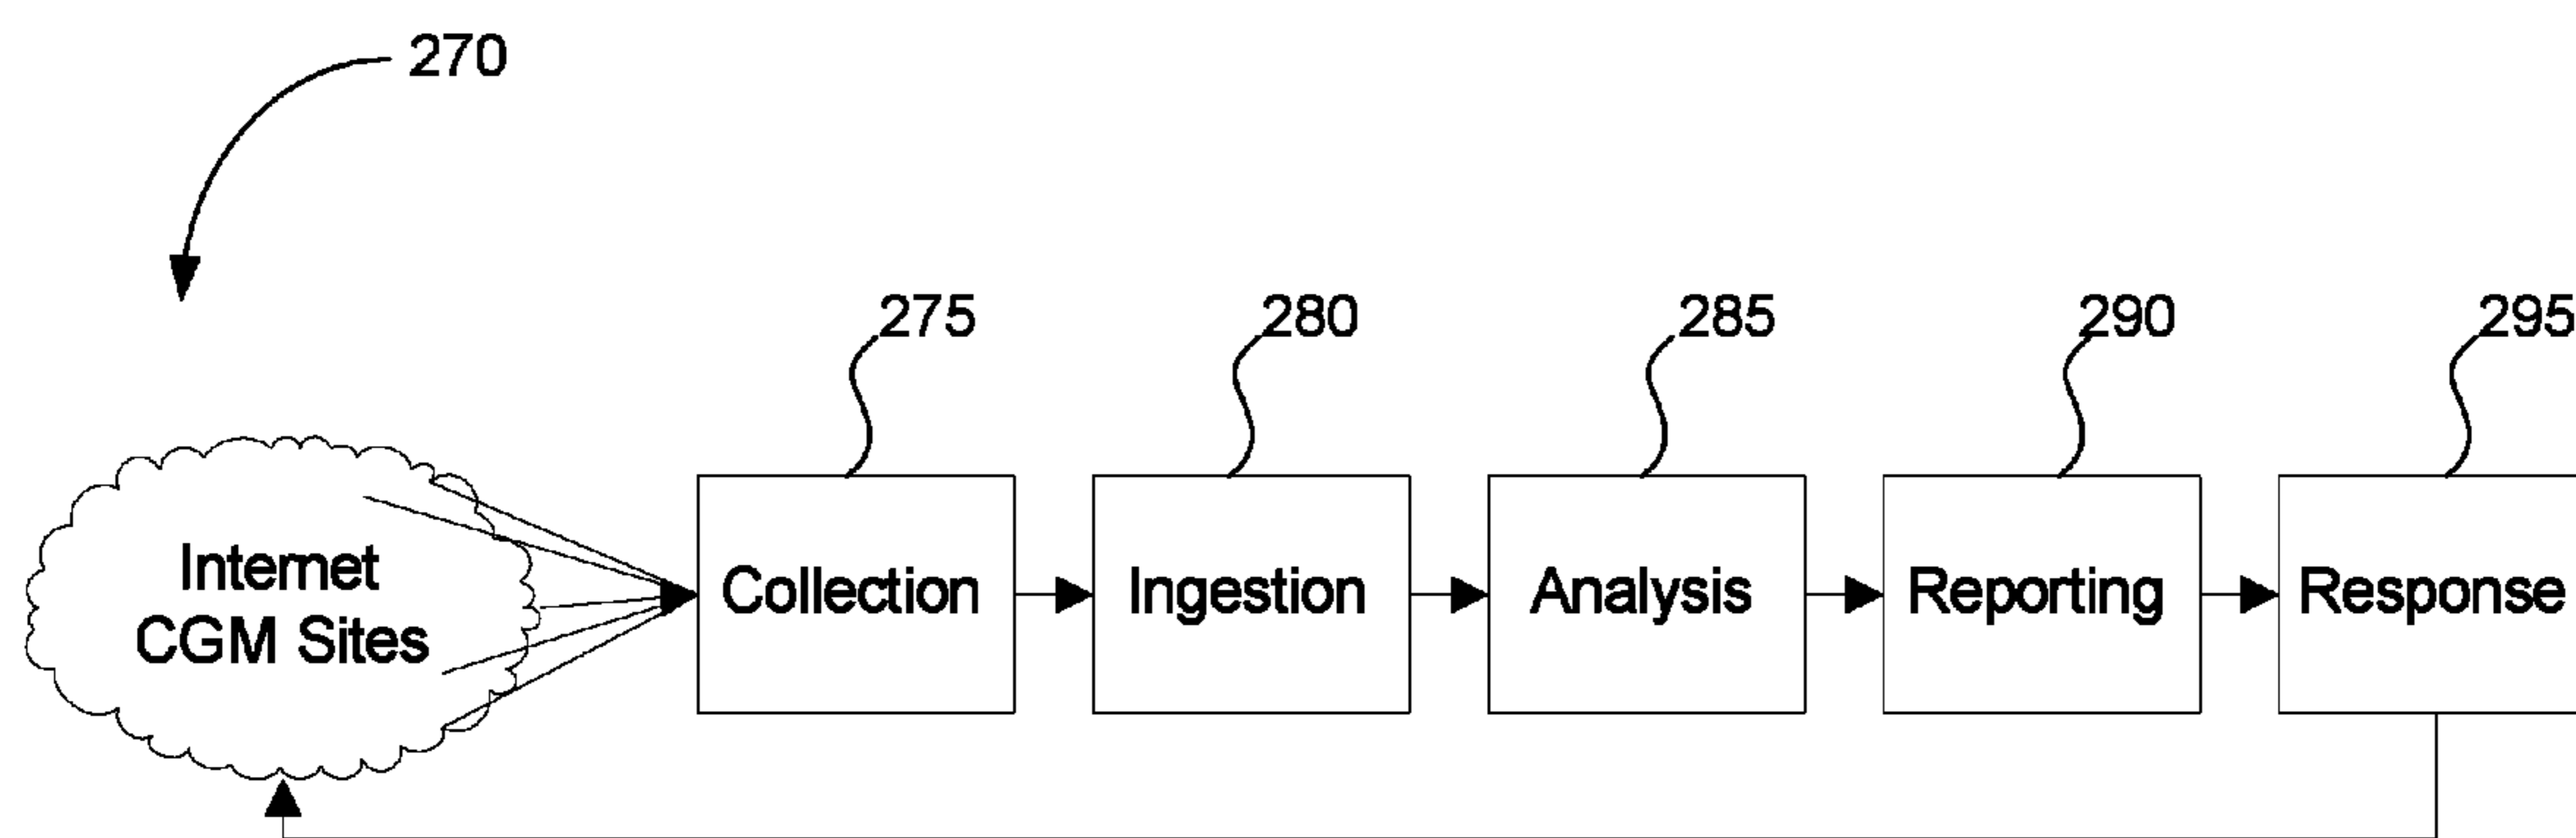 270
275
280
285
290
295
Internet
CGM Sites
Collection
Ingestion
Analysis
Reporting
Response